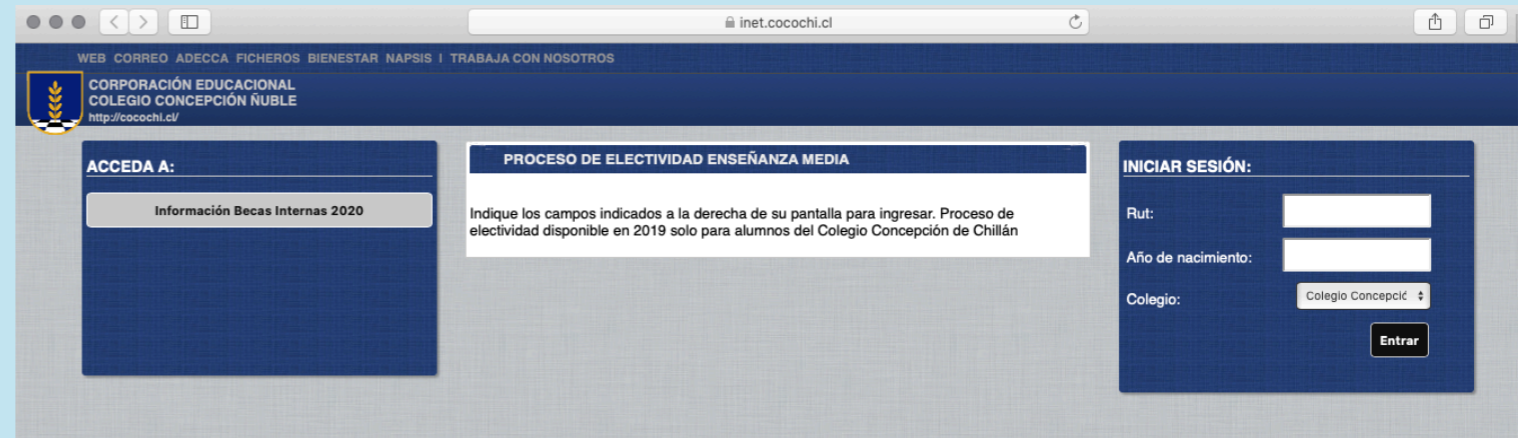 inet.cocochi.cl
WEB CORREO ADECCA FICHEROS BIENESTAR NAPSIS | TRABAJA CON NOSOTROS
CORPORACIÓN EDUCACIONAL
COLEGIO CONCEPCIÓN ÑUBLE
http://cocochi.cl/
ACCEDA A:
Información Becas Internas 2020
PROCESO DE ELECTIVIDAD ENSEÑANZA MEDIA
Indique los campos indicados a la derecha de su pantalla para ingresar. Proceso de
electividad disponible en 2019 solo para alumnos del Colegio Concepción de Chillán
INICIAR SESIÓN:
Rut:
Año de nacimiento:
Colegio: Colegio Concepció
Entrar